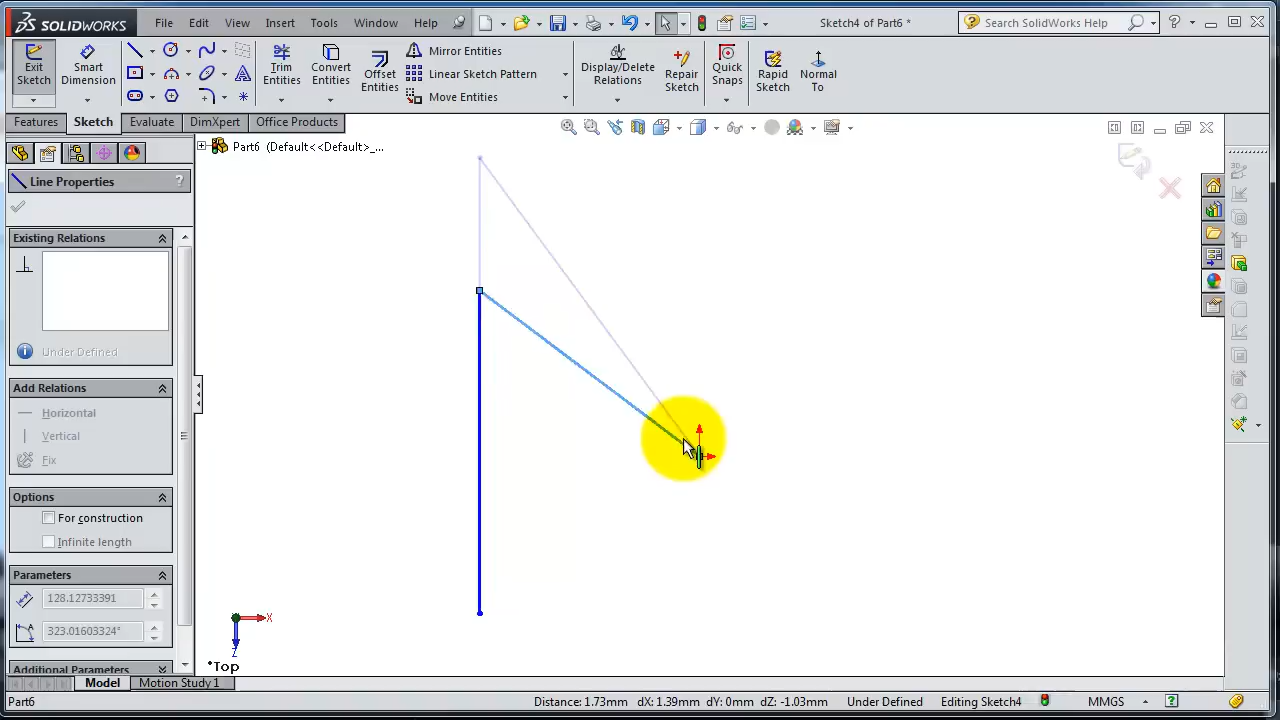 SOLIDWORKS
File
Edit
View
Insert
Tools
Window
Help
Sketch4 of Part6 *
Search SolidWorks Help
Exit Sketch
Smart Dimension
Trim Entities
Convert Entities
Offset Entities
Mirror Entities
Linear Sketch Pattern
Move Entities
Display/Delete Relations
Repair Sketch
Quick Snaps
Rapid Sketch
Normal To
Features
Sketch
Evaluate
DimXpert
Office Products
Part6 (Default<<Default>_...
Line Properties
?
Existing Relations
Under Defined
Add Relations
Horizontal
Vertical
Fix
Options
For construction
Infinite length
Parameters
128.12733391
323.01603324°
Additional Parameters
X
Z
*Top
Model
Motion Study 1
Part6
Distance: 1.73mm dX: 1.39mm dY: 0mm dZ: -1.03mm
Under Defined
Editing Sketch4
MMGS
?